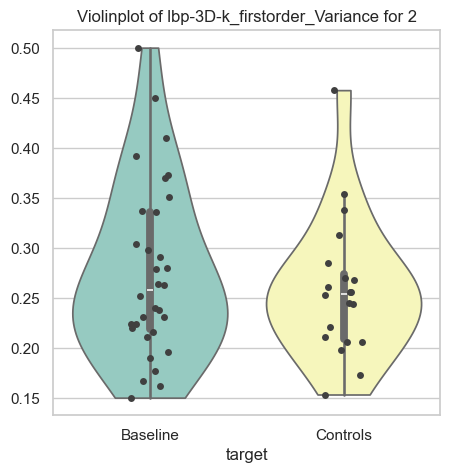 Violinplot of lbp-3D-k_firstorder_Variance for 2
0.50
0.45
0.40
0.35
0.30
0.25
0.20
0.15
Baseline
Controls
target